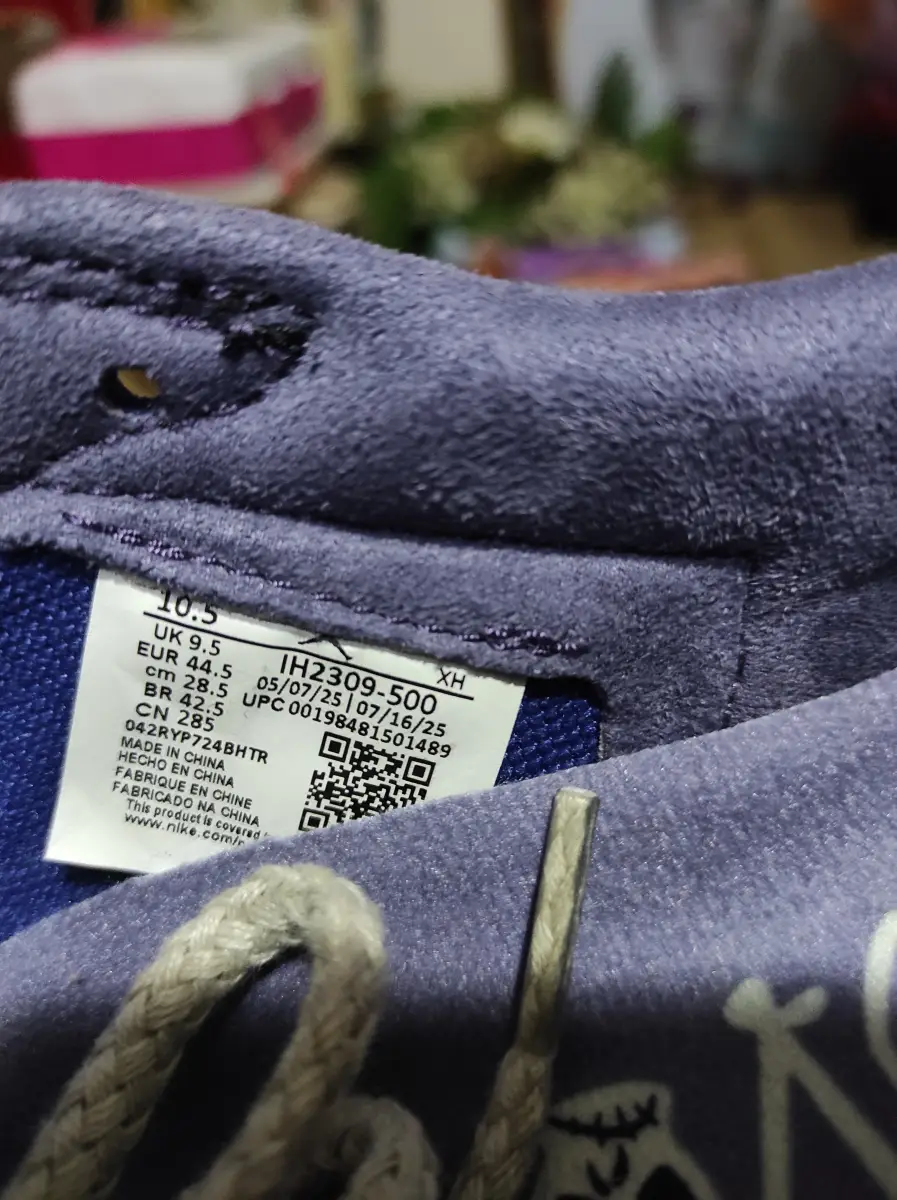 10.5
UK 9.5
EUR 44.5
cm 28.5
BR 42.5
CN 285
042RYP724BHTR
MADE IN CHINA
HECHO EN CHINA
FABRIQUE EN CHINE
FABRICADO NA CHINA
This product is covered
www.nike.com/
XH
IH2309-500
05/07/25 | 07/16/25
UPC 00198481501489